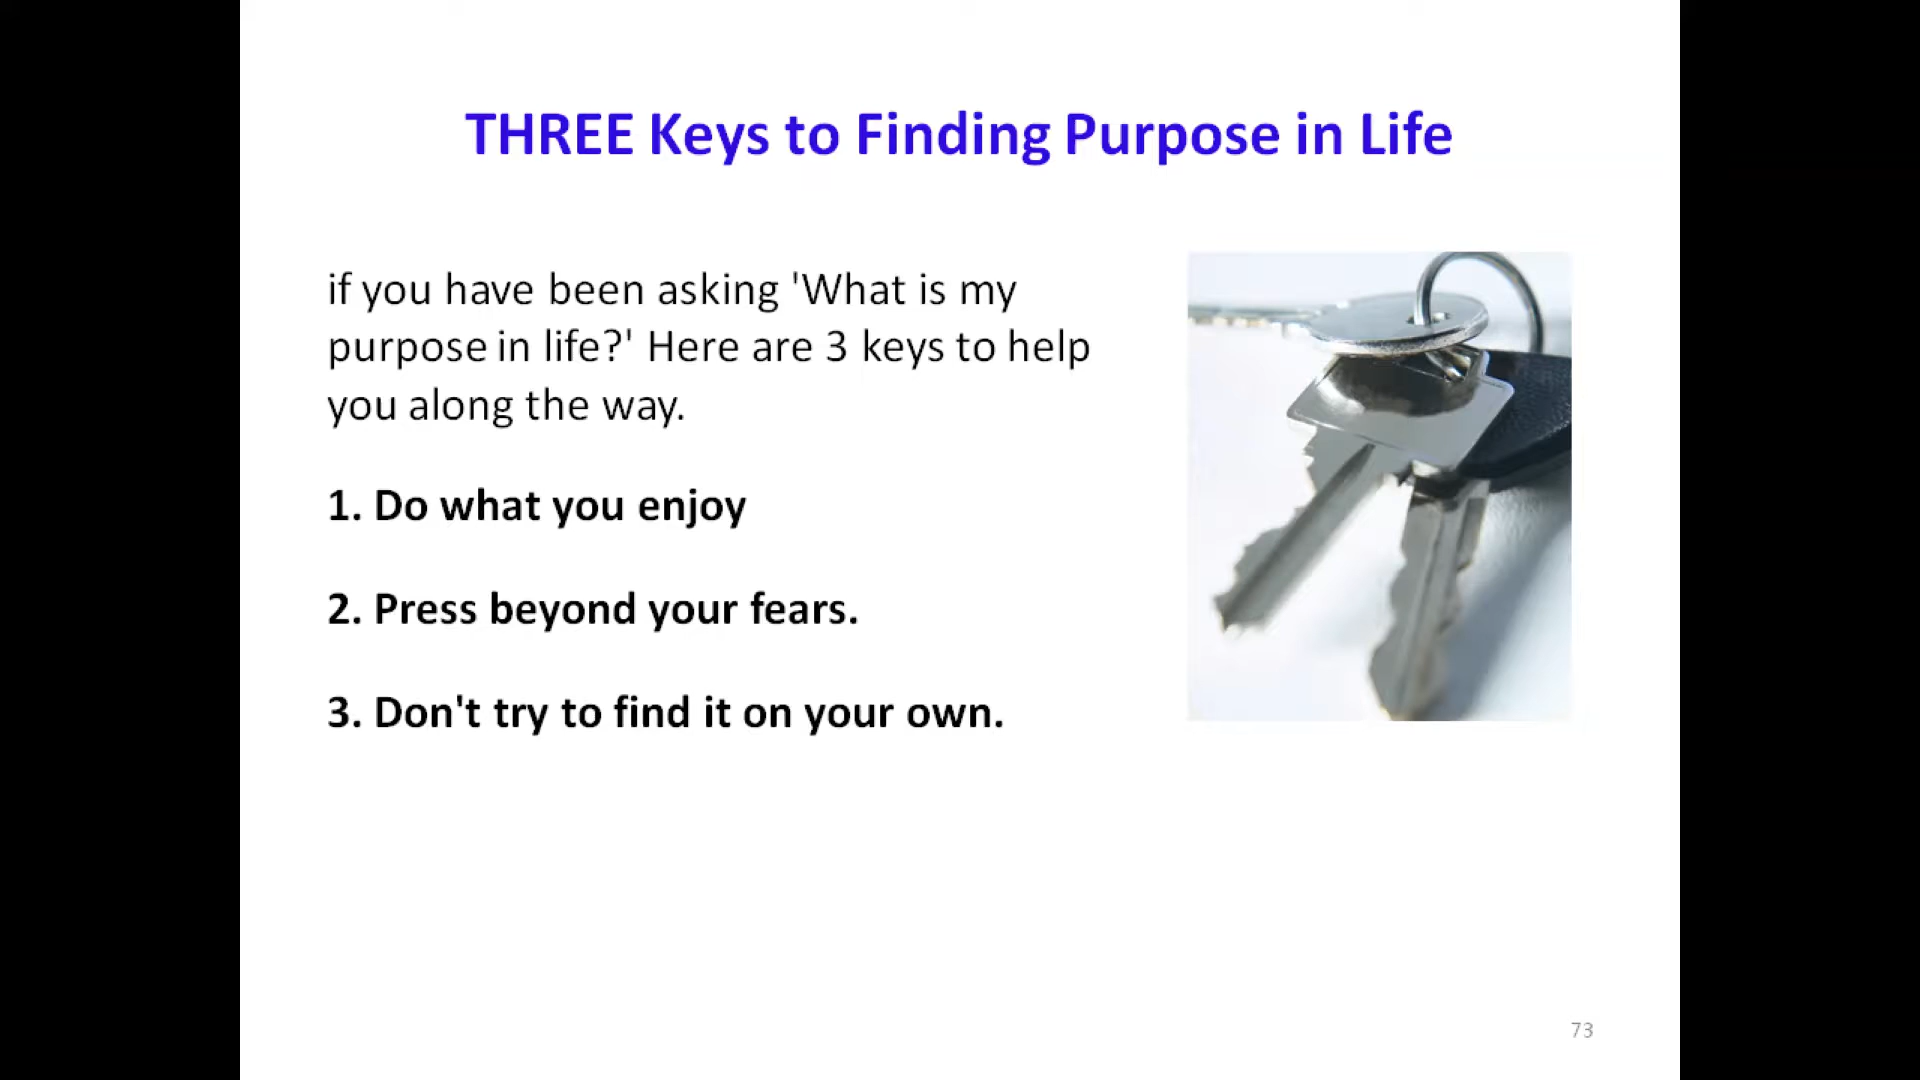 THREE Keys to Finding Purpose in Life
if you have been asking 'What is my
purpose in life?' Here are 3 keys to help
you along the way.
1. Do what you enjoy
2. Press beyond your fears.
3. Don't try to find it on your own.
73